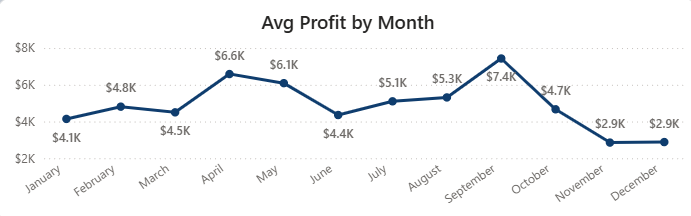 Avg Profit by Month
$8K
$6K
$4K
$2K
$4.1K
$4.8K
$4.5K
$6.6K
$6.1K
$4.4K
$5.1K
$5.3K
$7.4K
$4.7K
$2.9K
$2.9K
January
February
March
April
May
June
July
August
September
October
November
December